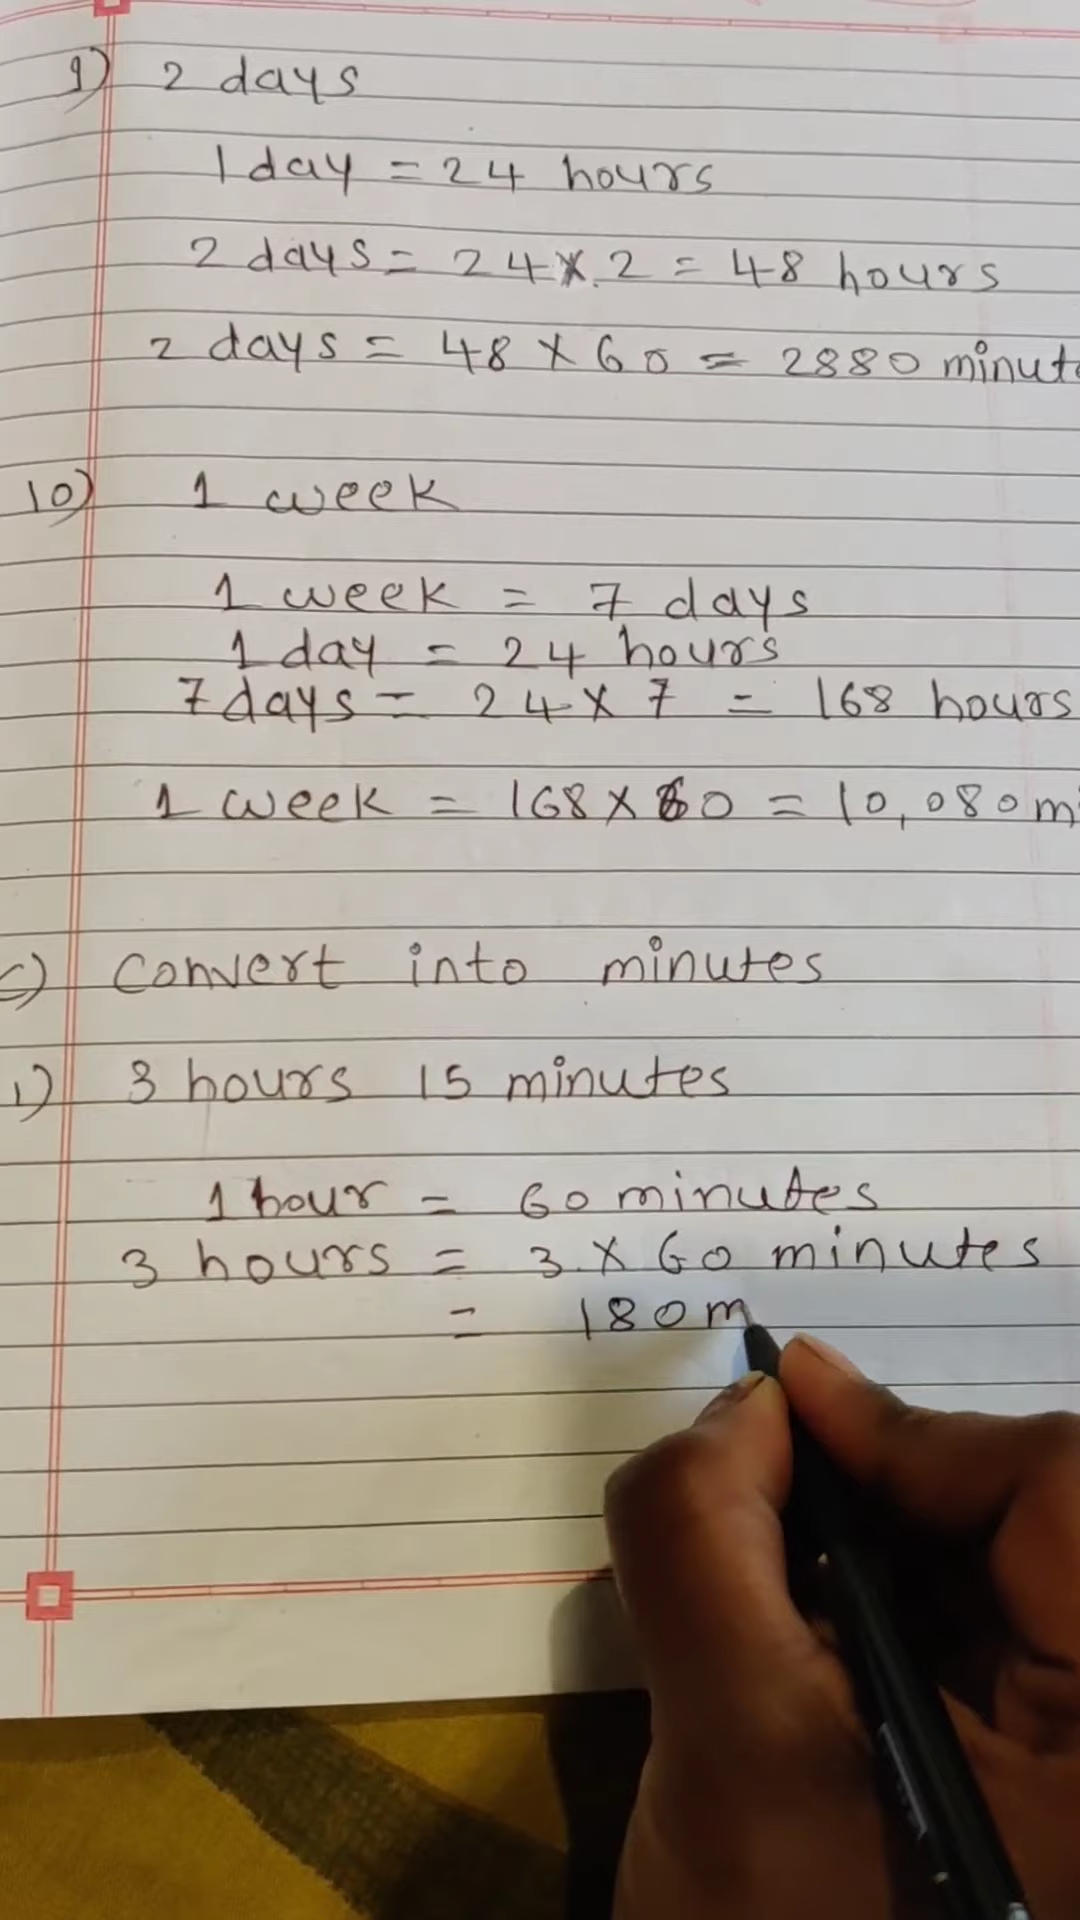 9) 2 days
1 day = 24 hours
2 days = 24 x 2 = 48 hours
2 days = 48 x 60 = 2880 minut
10) 1 week
1 week = 7 days
1 day = 24 hours
7 days = 24 x 7 = 168 hours
1 week = 168 x 60 = 10,080 m
c) Convert into minutes
1) 3 hours 15 minutes
1 hour = 60 minutes
3 hours = 3 x 60 minutes
= 180 m